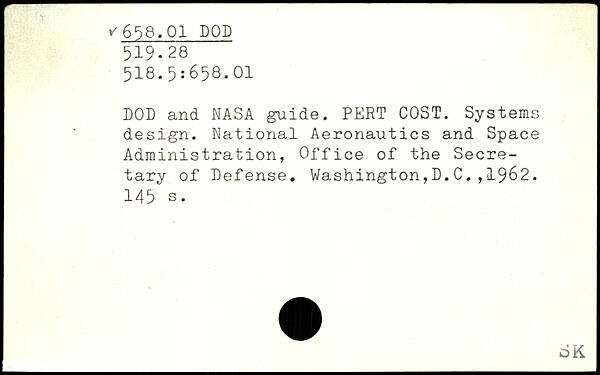 ✓ 658.01 DOD
519.28
518.5:658.01
DOD and NASA guide. PERT COST. Systems
design. National Aeronautics and Space
Administration, Office of the Secre-
tary of Defense. Washington,D.C.,1962.
145 s.
SK